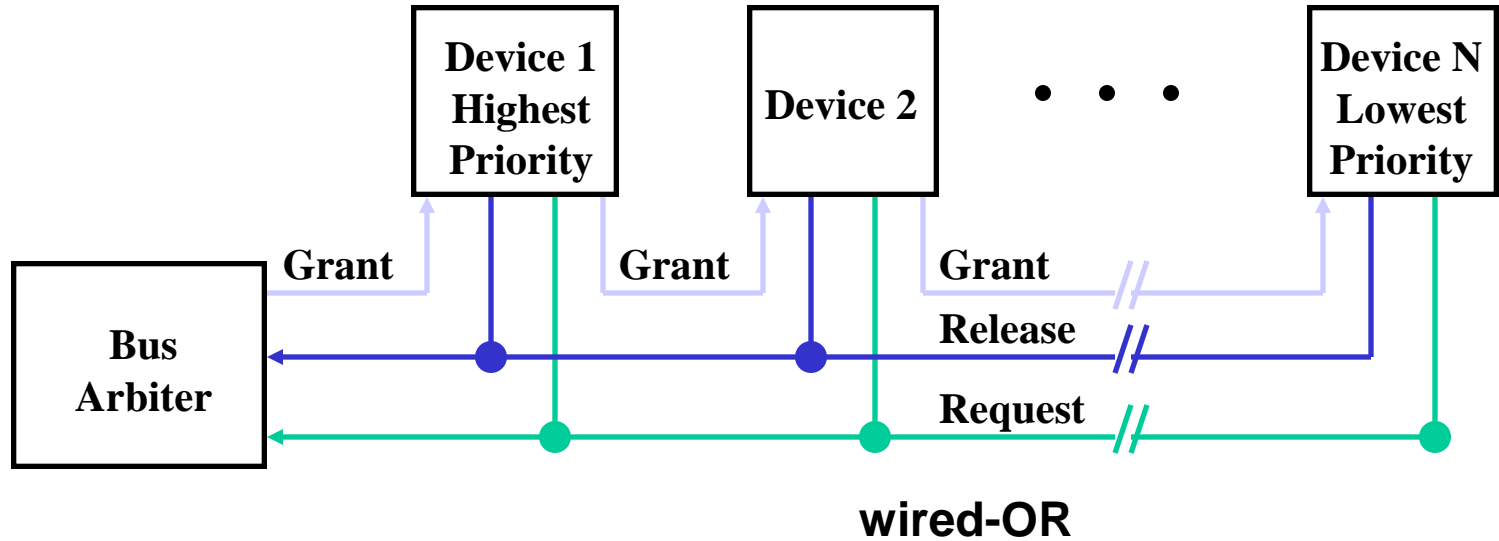 Device 1
Highest
Priority
Device 2
Device N
Lowest
Priority
Grant
Grant
Grant
Bus
Arbiter
Release
Request
wired-OR